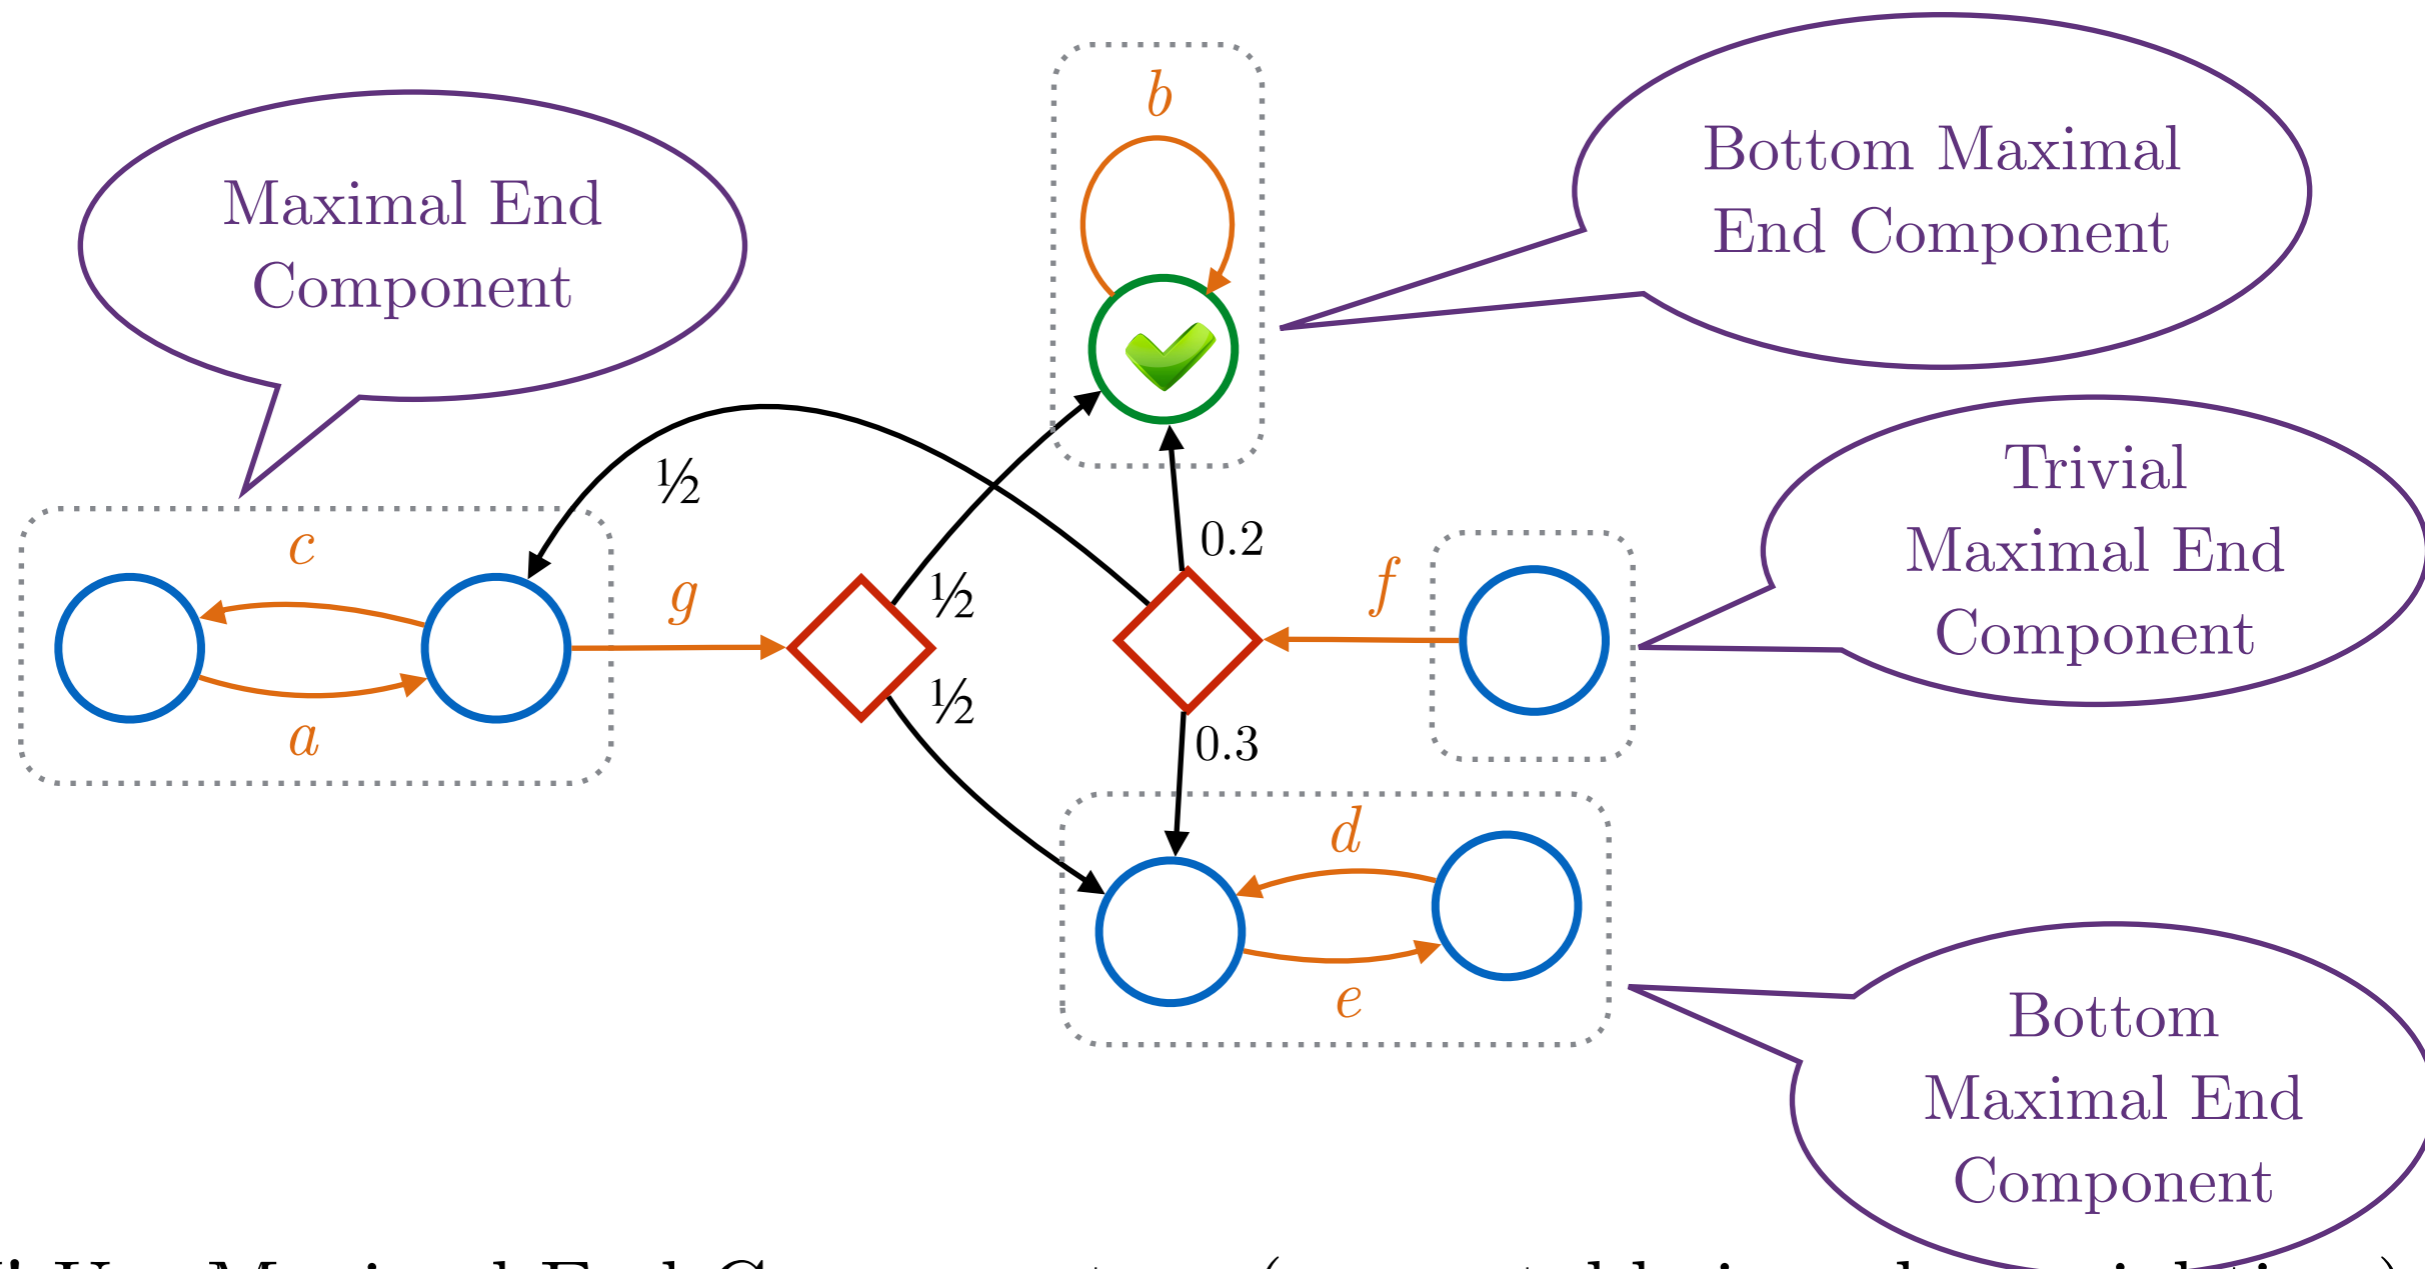 b
Maximal End
Component
Bottom Maximal
End Component
Trivial
Maximal End
Component
½
0.2
c
g
½
f
½
a
0.3
d
e
Bottom
Maximal End
Component